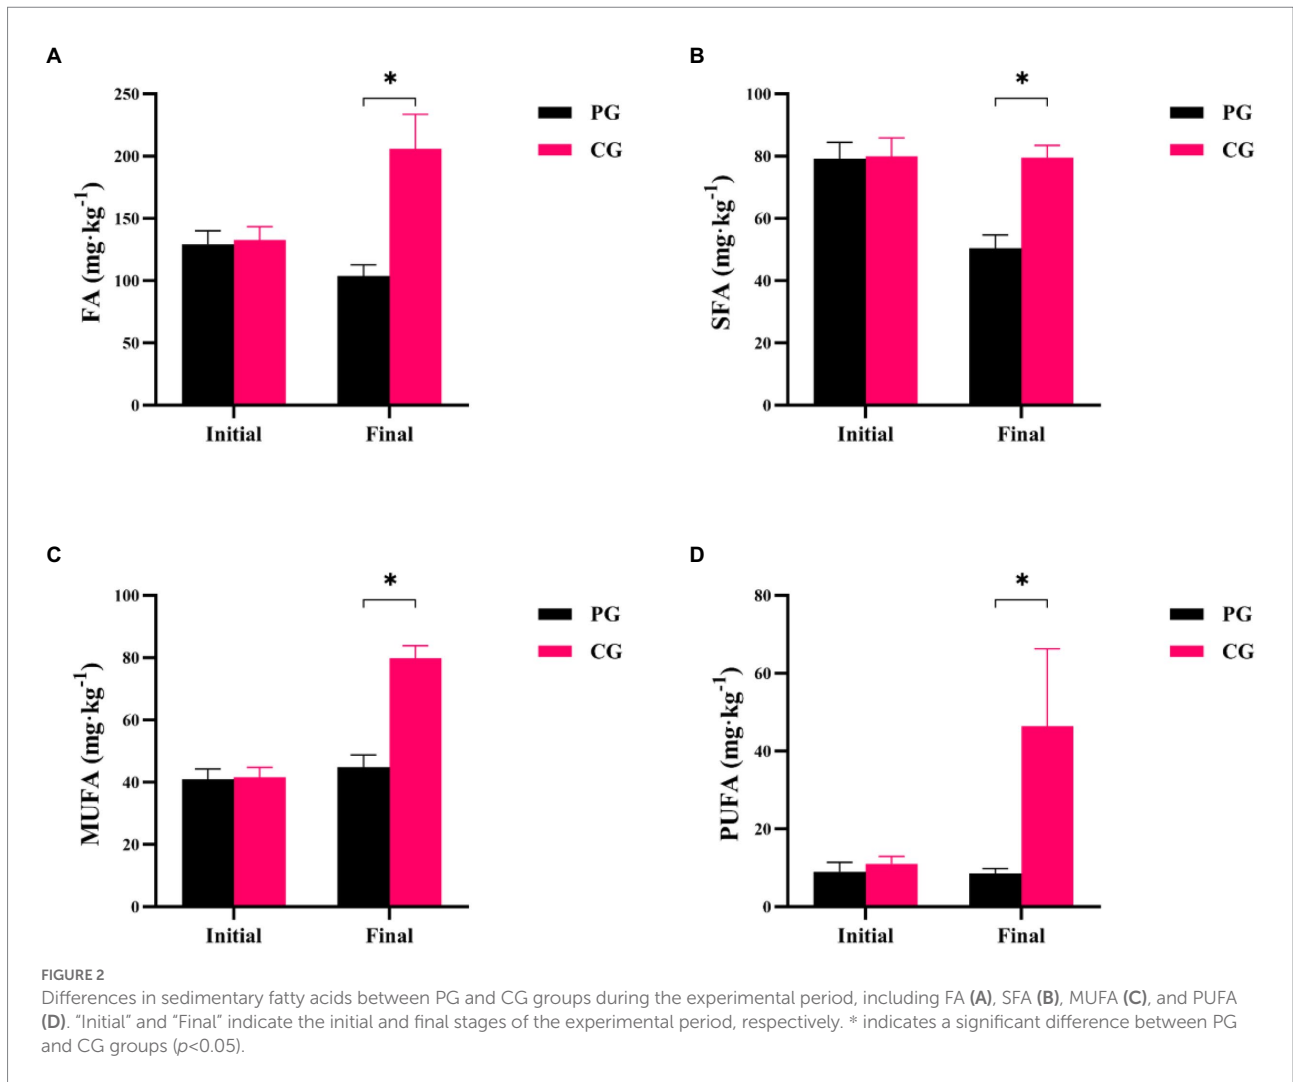 A
*
250
200
150
100
50
0
FA (mg·kg⁻¹)
Initial
Final
PG
CG
B
*
100
80
60
40
20
0
SFA (mg·kg⁻¹)
Initial
Final
PG
CG
C
*
100
80
60
40
20
0
MUFA (mg·kg⁻¹)
Initial
Final
PG
CG
D
*
80
60
40
20
0
PUFA (mg·kg⁻¹)
Initial
Final
PG
CG
FIGURE 2
Differences in sedimentary fatty acids between PG and CG groups during the experimental period, including FA (A), SFA (B), MUFA (C), and PUFA
(D). “Initial” and “Final” indicate the initial and final stages of the experimental period, respectively. * indicates a significant difference between PG
and CG groups (p<0.05).